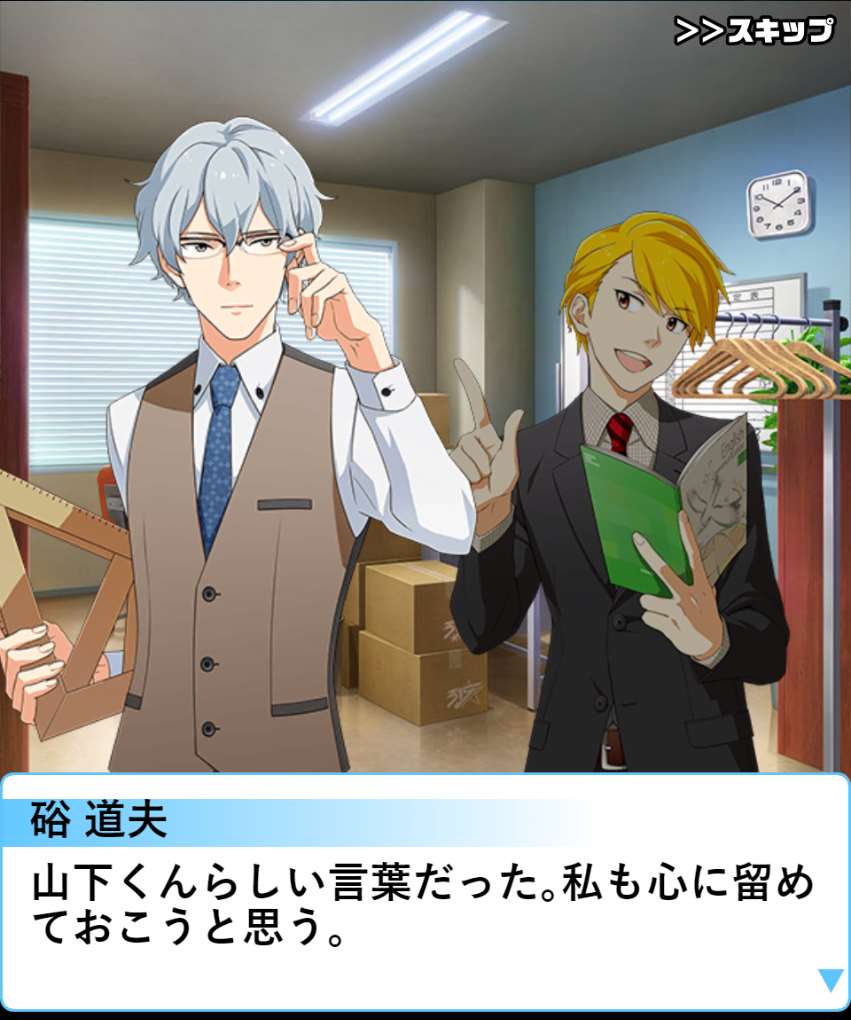 >>スキップ
English
硲 道夫
山下くんらしい言葉だった。私も心に留め
ておこうと思う。